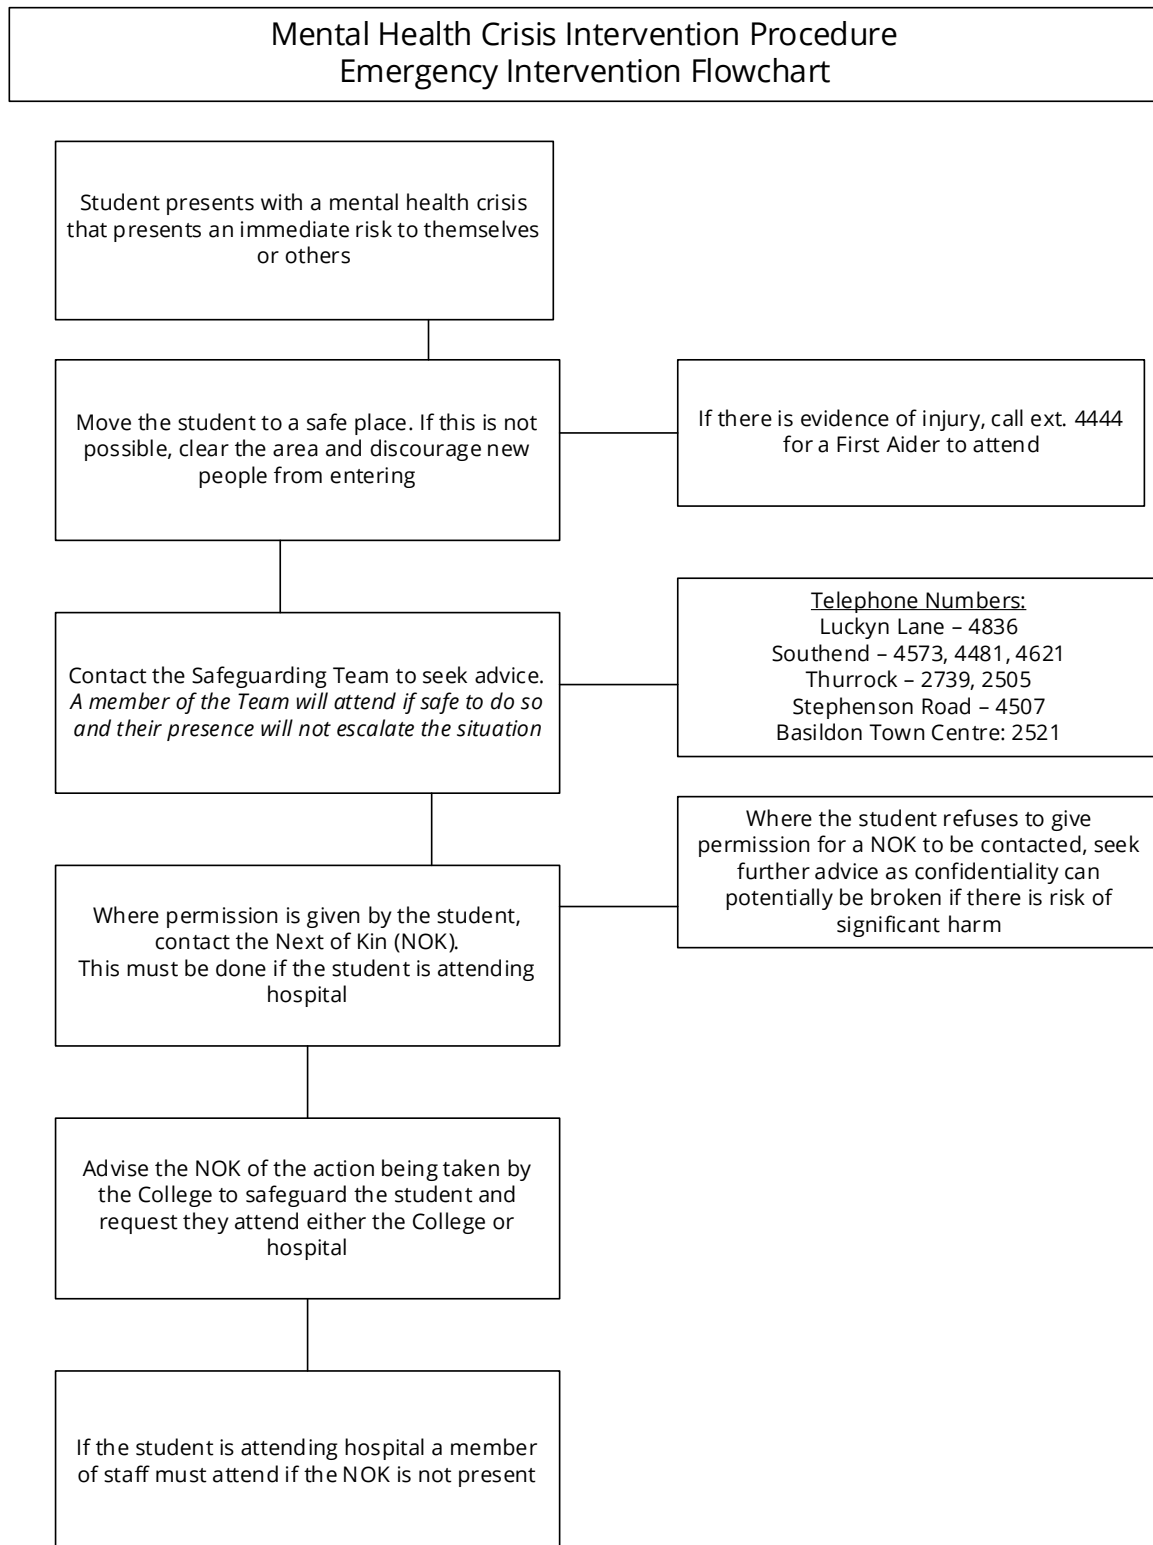 Mental Health Crisis Intervention Procedure
Emergency Intervention Flowchart
Student presents with a mental health crisis
that presents an immediate risk to themselves
or others
Move the student to a safe place. If this is not
possible, clear the area and discourage new
people from entering
If there is evidence of injury, call ext. 4444
for a First Aider to attend
Contact the Safeguarding Team to seek advice.
A member of the Team will attend if safe to do so
and their presence will not escalate the situation
Telephone Numbers:
Luckyn Lane – 4836
Southend – 4573, 4481, 4621
Thurrock – 2739, 2505
Stephenson Road – 4507
Basildon Town Centre: 2521
Where permission is given by the student,
contact the Next of Kin (NOK).
This must be done if the student is attending
hospital
Where the student refuses to give
permission for a NOK to be contacted, seek
further advice as confidentiality can
potentially be broken if there is risk of
significant harm
Advise the NOK of the action being taken by
the College to safeguard the student and
request they attend either the College or
hospital
If the student is attending hospital a member
of staff must attend if the NOK is not present